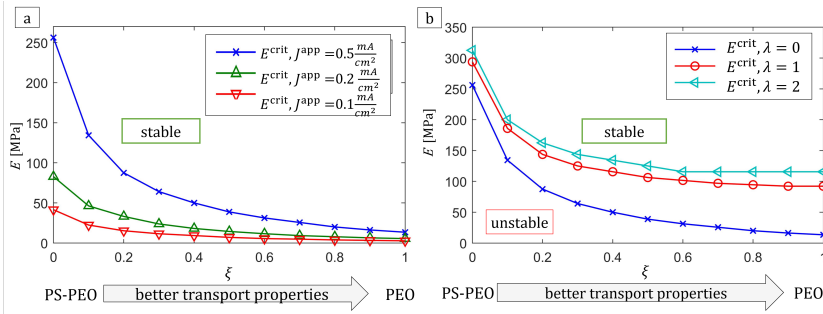 a
E [MPa]
250
200
150
100
50
0
E^crit, J^app = 0.5 mA/cm²
E^crit, J^app = 0.2 mA/cm²
E^crit, J^app = 0.1 mA/cm²
stable
0 0.2 0.4 0.6 0.8 1
ξ
PS-PEO better transport properties PEO
b
E [MPa]
350
300
250
200
150
100
50
0
E^crit, λ = 0
E^crit, λ = 1
E^crit, λ = 2
stable
unstable
0 0.2 0.4 0.6 0.8 1
ξ
PS-PEO better transport properties PEO